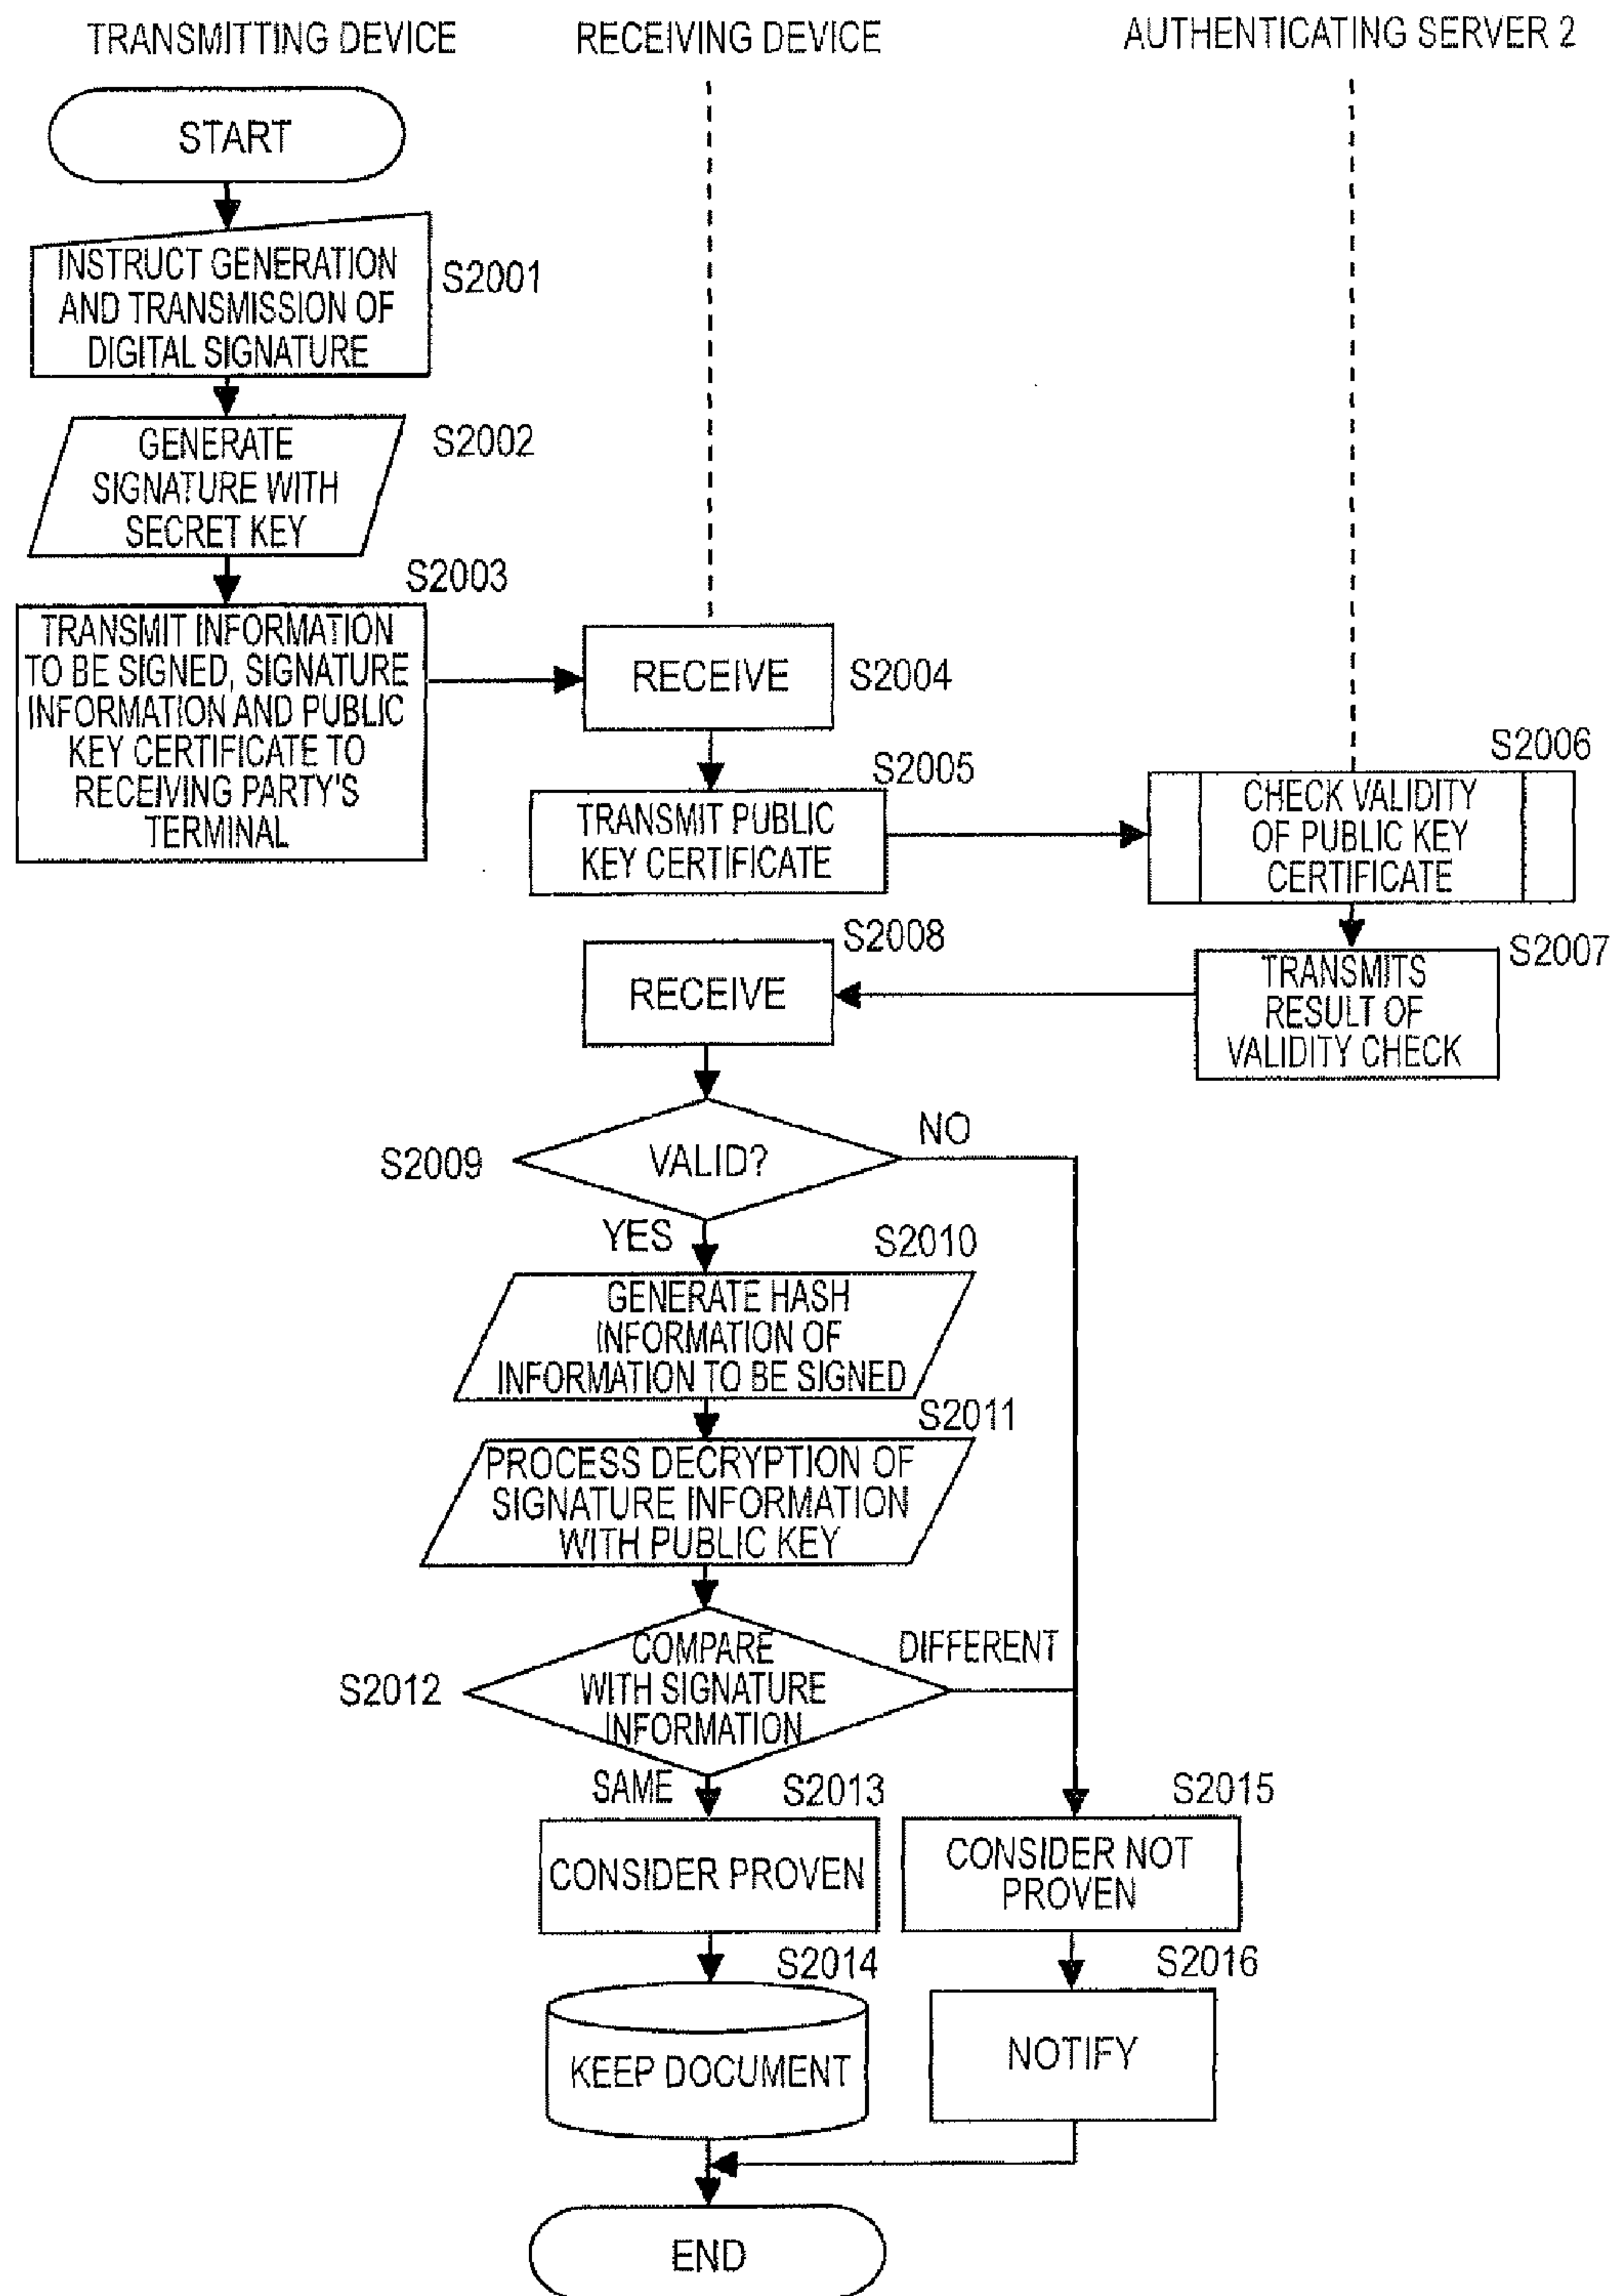 TRANSMITTING DEVICE
RECEIVING DEVICE
AUTHENTICATING SERVER 2
START
INSTRUCT GENERATION
AND TRANSMISSION OF
DIGITAL SIGNATURE
S2001
GENERATE
SIGNATURE WITH
SECRET KEY
S2002
S2003
TRANSMIT INFORMATION
TO BE SIGNED, SIGNATURE
INFORMATION AND PUBLIC
KEY CERTIFICATE TO
RECEIVING PARTY'S
TERMINAL
RECEIVE
S2004
S2005
TRANSMIT PUBLIC
KEY CERTIFICATE
S2006
CHECK VALIDITY
OF PUBLIC KEY
CERTIFICATE
S2007
TRANSMITS
RESULT OF
VALIDITY CHECK
S2008
RECEIVE
S2009
VALID?
NO
YES
S2010
GENERATE HASH
INFORMATION OF
INFORMATION TO BE SIGNED
S2011
PROCESS DECRYPTION OF
SIGNATURE INFORMATION
WITH PUBLIC KEY
S2012
COMPARE
WITH SIGNATURE
INFORMATION
DIFFERENT
SAME
S2013
CONSIDER PROVEN
S2015
CONSIDER NOT
PROVEN
S2014
KEEP DOCUMENT
S2016
NOTIFY
END